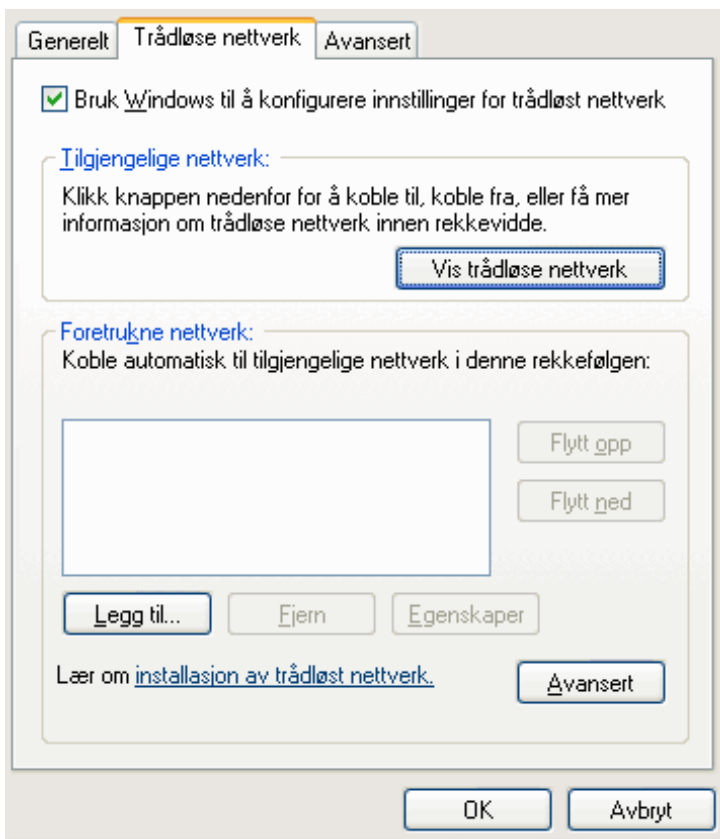 Generelt Trådløse nettverk Avansert
Bruk Windows til å konfigurere innstillinger for trådløst nettverk
Tilgjengelige nettverk:
Klikk knappen nedenfor for å koble til, koble fra, eller få mer
informasjon om trådløse nettverk innen rekkevidde.
Vis trådløse nettverk
Foretrukne nettverk:
Koble automatisk til tilgjengelige nettverk i denne rekkefølgen:
Flytt opp
Flytt ned
Legg til... Fjern Egenskaper
Lær om installasjon av trådløst nettverk. Avansert
OK Avbryt